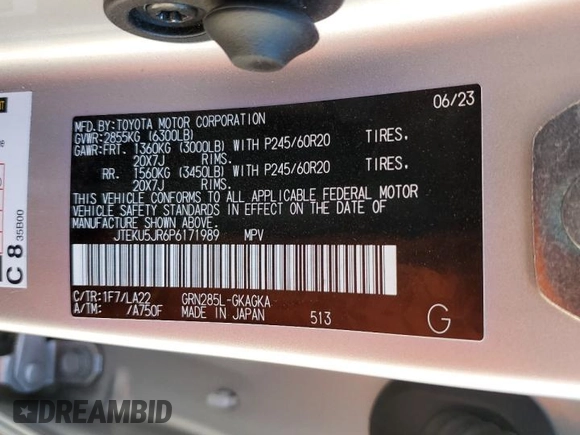 06/23
MFD.BY:TOYOTA MOTOR CORPORATION
GVWR:2855KG (6300LB)
GAWR:FRT. 1360KG (3000LB) WITH P245/60R20 TIRES.
20X7J RIMS.
RR. 1560KG (3450LB) WITH P245/60R20 TIRES.
20X7J RIMS.
THIS VEHICLE CONFORMS TO ALL APPLICABLE FEDERAL MOTOR
VEHICLE SAFETY STANDARDS IN EFFECT ON THE DATE OF
MANUFACTURE SHOWN ABOVE.
JTEKU5JR6P6171989 MPV
C/TR:1F7/LA22 GRN285L-GKAGKA
A/TM: /A750F MADE IN JAPAN 513
G
C 8
35B00
DREAMBID